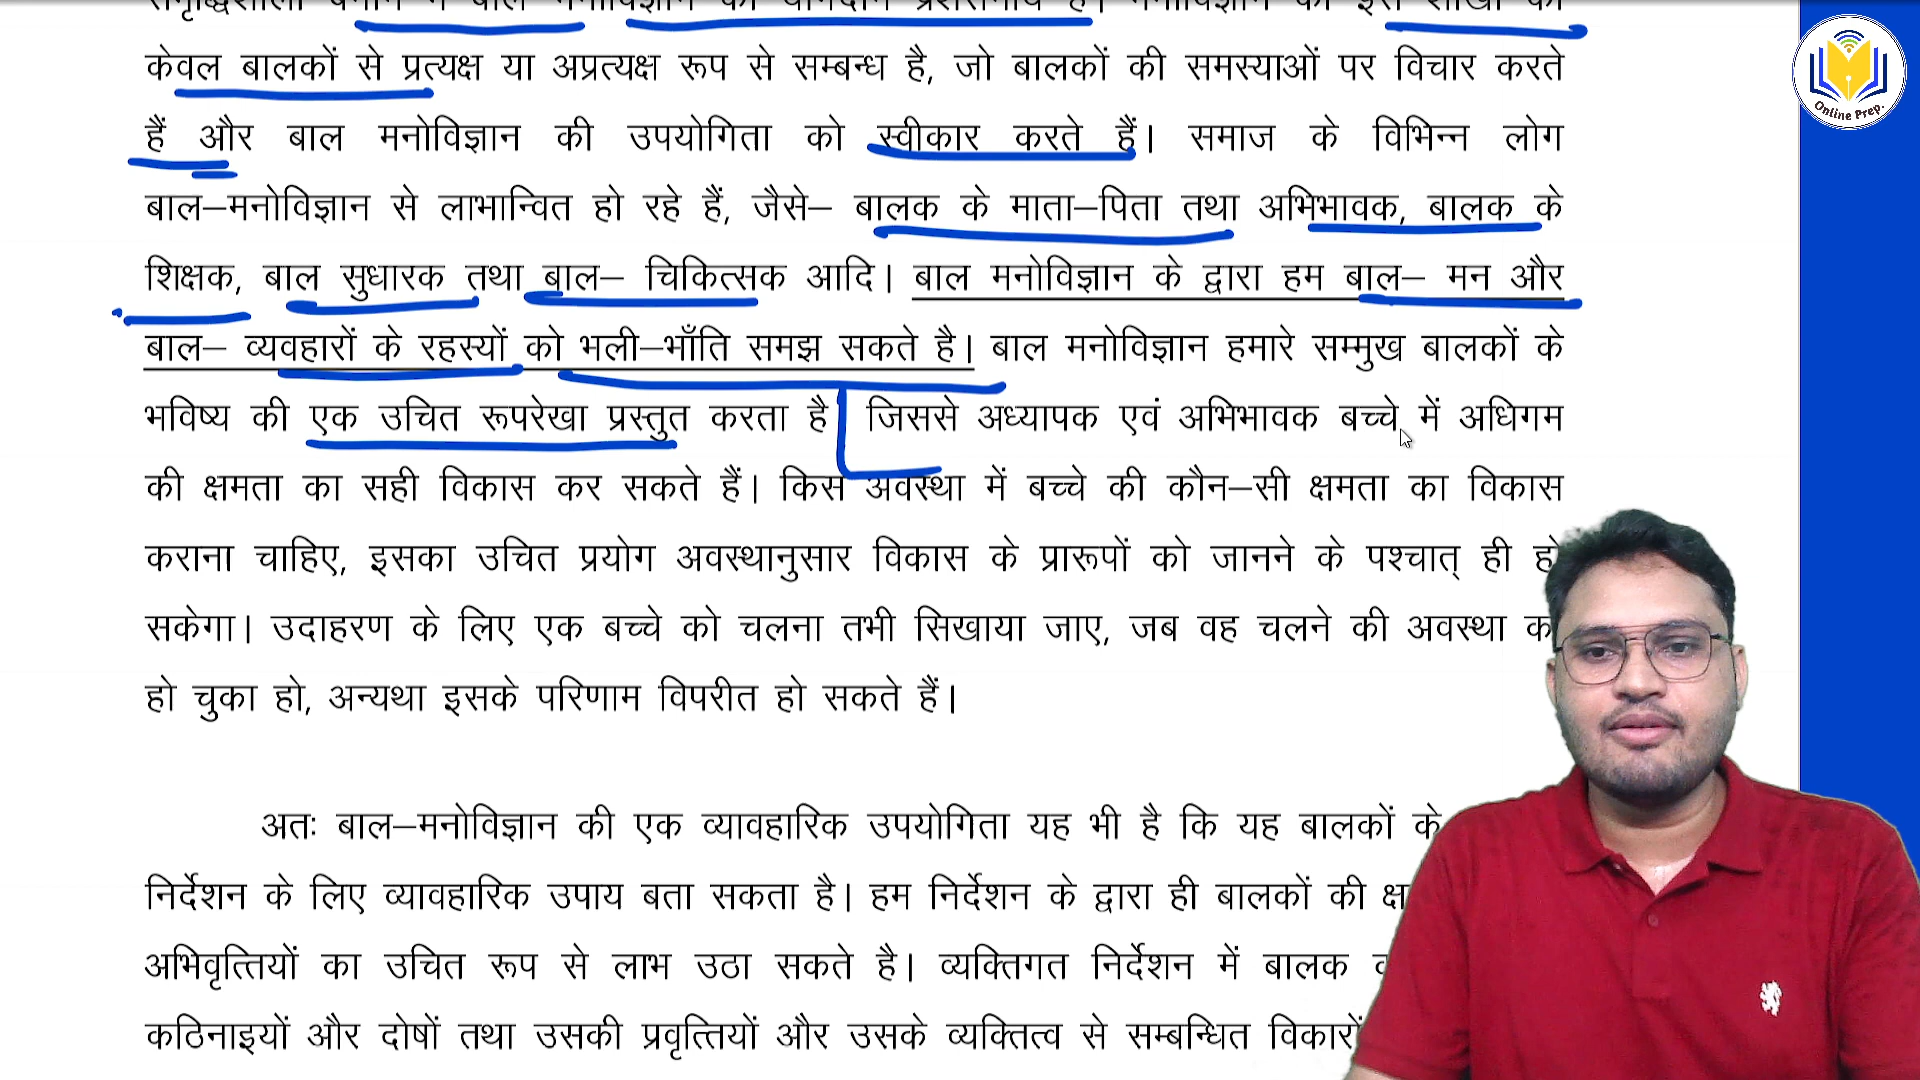 केवल बालकों से प्रत्यक्ष या अप्रत्यक्ष रूप से सम्बन्ध है, जो बालकों की समस्याओं पर विचार करते
हैं और बाल मनोविज्ञान की उपयोगिता को स्वीकार करते हैं। समाज के विभिन्न लोग
बाल–मनोविज्ञान से लाभान्वित हो रहे हैं, जैसे– बालक के माता–पिता तथा अभिभावक, बालक के
शिक्षक, बाल सुधारक तथा बाल– चिकित्सक आदि। बाल मनोविज्ञान के द्वारा हम बाल– मन और
बाल– व्यवहारों के रहस्यों को भली–भाँति समझ सकते है। बाल मनोविज्ञान हमारे सम्मुख बालकों के
भविष्य की एक उचित रूपरेखा प्रस्तुत करता है जिससे अध्यापक एवं अभिभावक बच्चे में अधिगम
की क्षमता का सही विकास कर सकते हैं। किस अवस्था में बच्चे की कौन–सी क्षमता का विकास
कराना चाहिए, इसका उचित प्रयोग अवस्थानुसार विकास के प्रारूपों को जानने के पश्चात् ही हो
सकेगा। उदाहरण के लिए एक बच्चे को चलना तभी सिखाया जाए, जब वह चलने की अवस्था का
हो चुका हो, अन्यथा इसके परिणाम विपरीत हो सकते हैं।
अतः बाल–मनोविज्ञान की एक व्यावहारिक उपयोगिता यह भी है कि यह बालकों के
निर्देशन के लिए व्यावहारिक उपाय बता सकता है। हम निर्देशन के द्वारा ही बालकों की
अभिवृत्तियों का उचित रूप से लाभ उठा सकते है। व्यक्तिगत निर्देशन में बालक
कठिनाइयों और दोषों तथा उसकी प्रवृत्तियों और उसके व्यक्तित्व से सम्बन्धित विकारों
Online Prep.